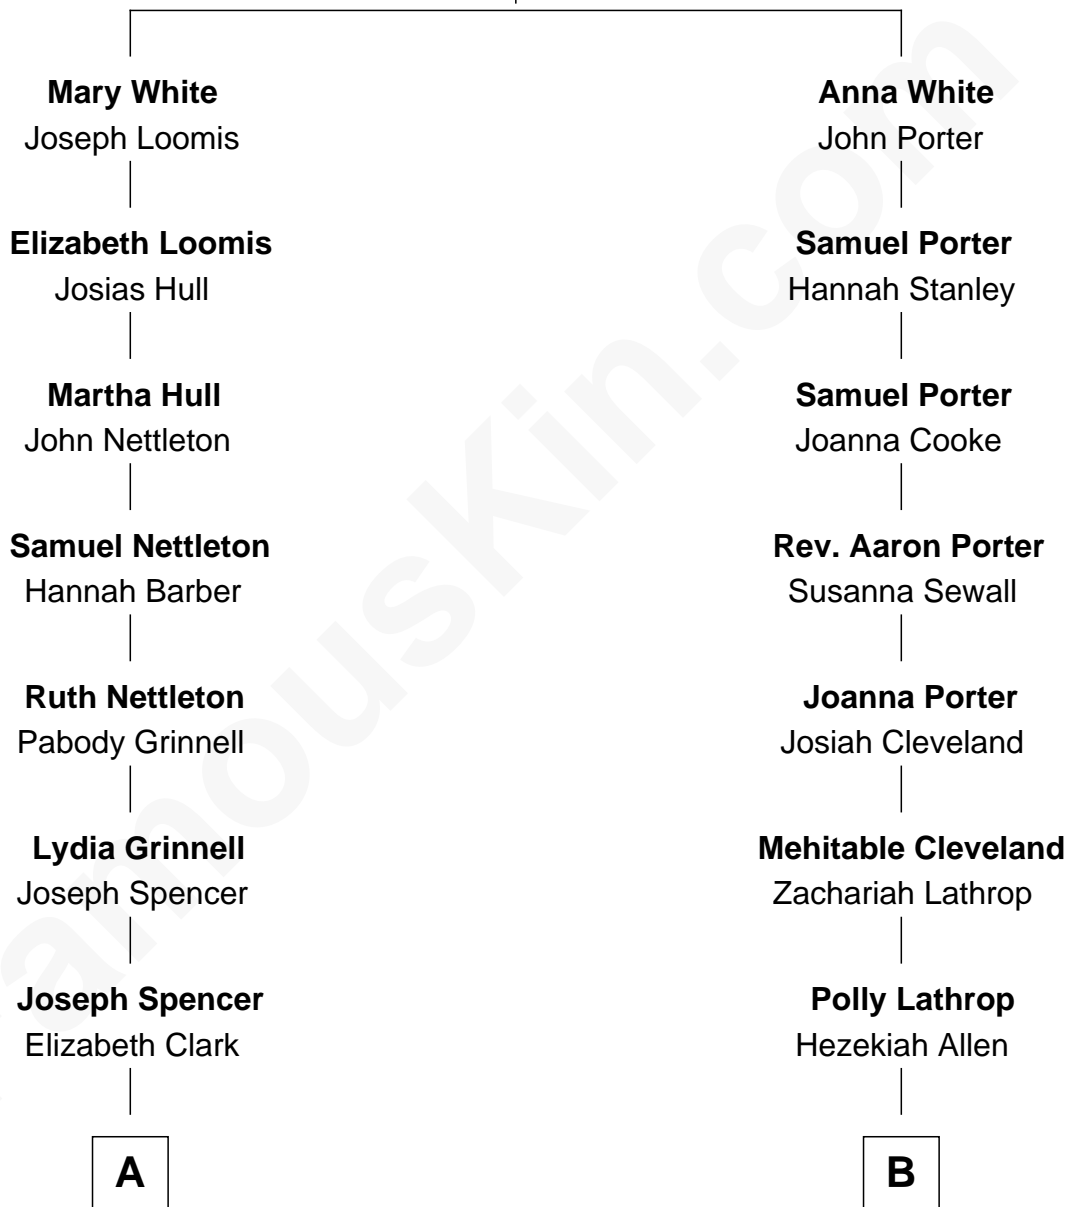 Mary White
Joseph Loomis
Anna White
John Porter
Elizabeth Loomis
Josias Hull
Samuel Porter
Hannah Stanley
Martha Hull
John Nettleton
Samuel Porter
Joanna Cooke
Samuel Nettleton
Hannah Barber
Rev. Aaron Porter
Susanna Sewall
Ruth Nettleton
Pabody Grinnell
Joanna Porter
Josiah Cleveland
Lydia Grinnell
Joseph Spencer
Mehitable Cleveland
Zachariah Lathrop
Joseph Spencer
Elizabeth Clark
Polly Lathrop
Hezekiah Allen
A
B
amouskin.com